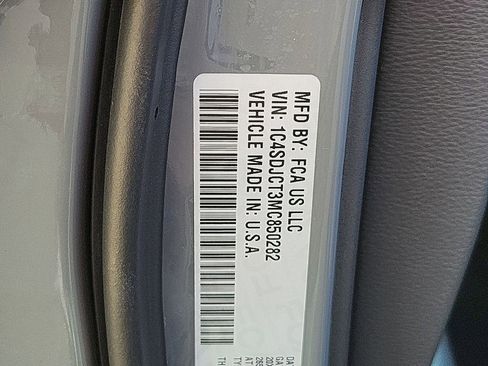 MFD BY: FCA US LLC
VIN: 1C4SDJCT3MC850282
VEHICLE MADE IN: U.S.A.